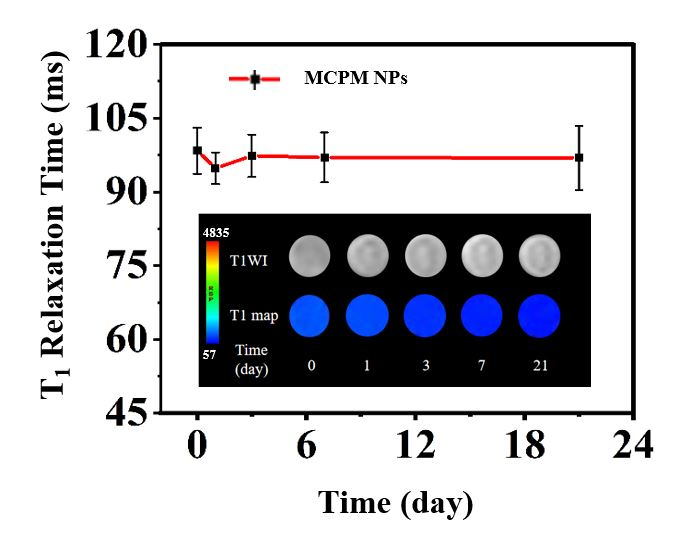 120
105
90
75
60
45
T1 Relaxation Time (ms)
MCPM NPs
4835
57
T1WI
T1 map
Time
(day)
0 1 3 7 21
0 6 12 18 24
Time (day)